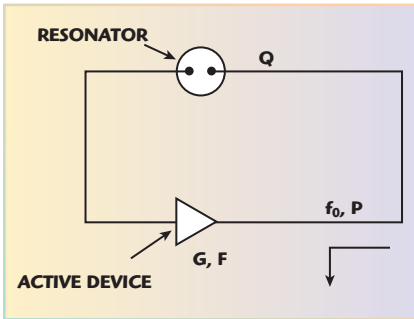 RESONATOR
Q
f₀, P
G, F
ACTIVE DEVICE